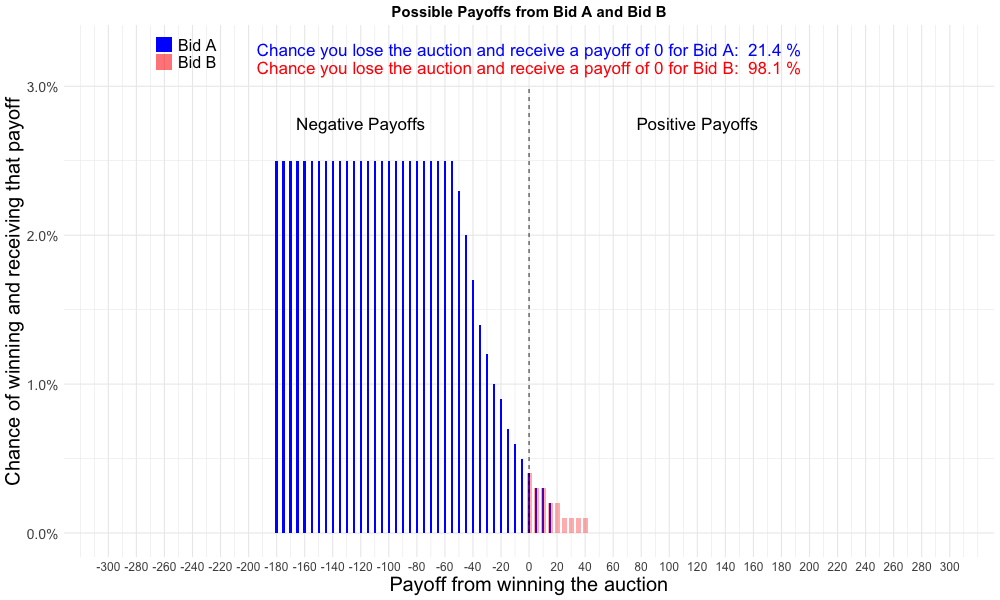 Possible Payoffs from Bid A and Bid B
Bid A
Bid B
Chance you lose the auction and receive a payoff of 0 for Bid A: 21.4 %
Chance you lose the auction and receive a payoff of 0 for Bid B: 98.1 %
Negative Payoffs
Positive Payoffs
3.0%
2.0%
1.0%
0.0%
Chance of winning and receiving that payoff
-300 -280 -260 -240 -220 -200 -180 -160 -140 -120 -100 -80 -60 -40 -20 0 20 40 60 80 100 120 140 160 180 200 220 240 260 280 300
Payoff from winning the auction